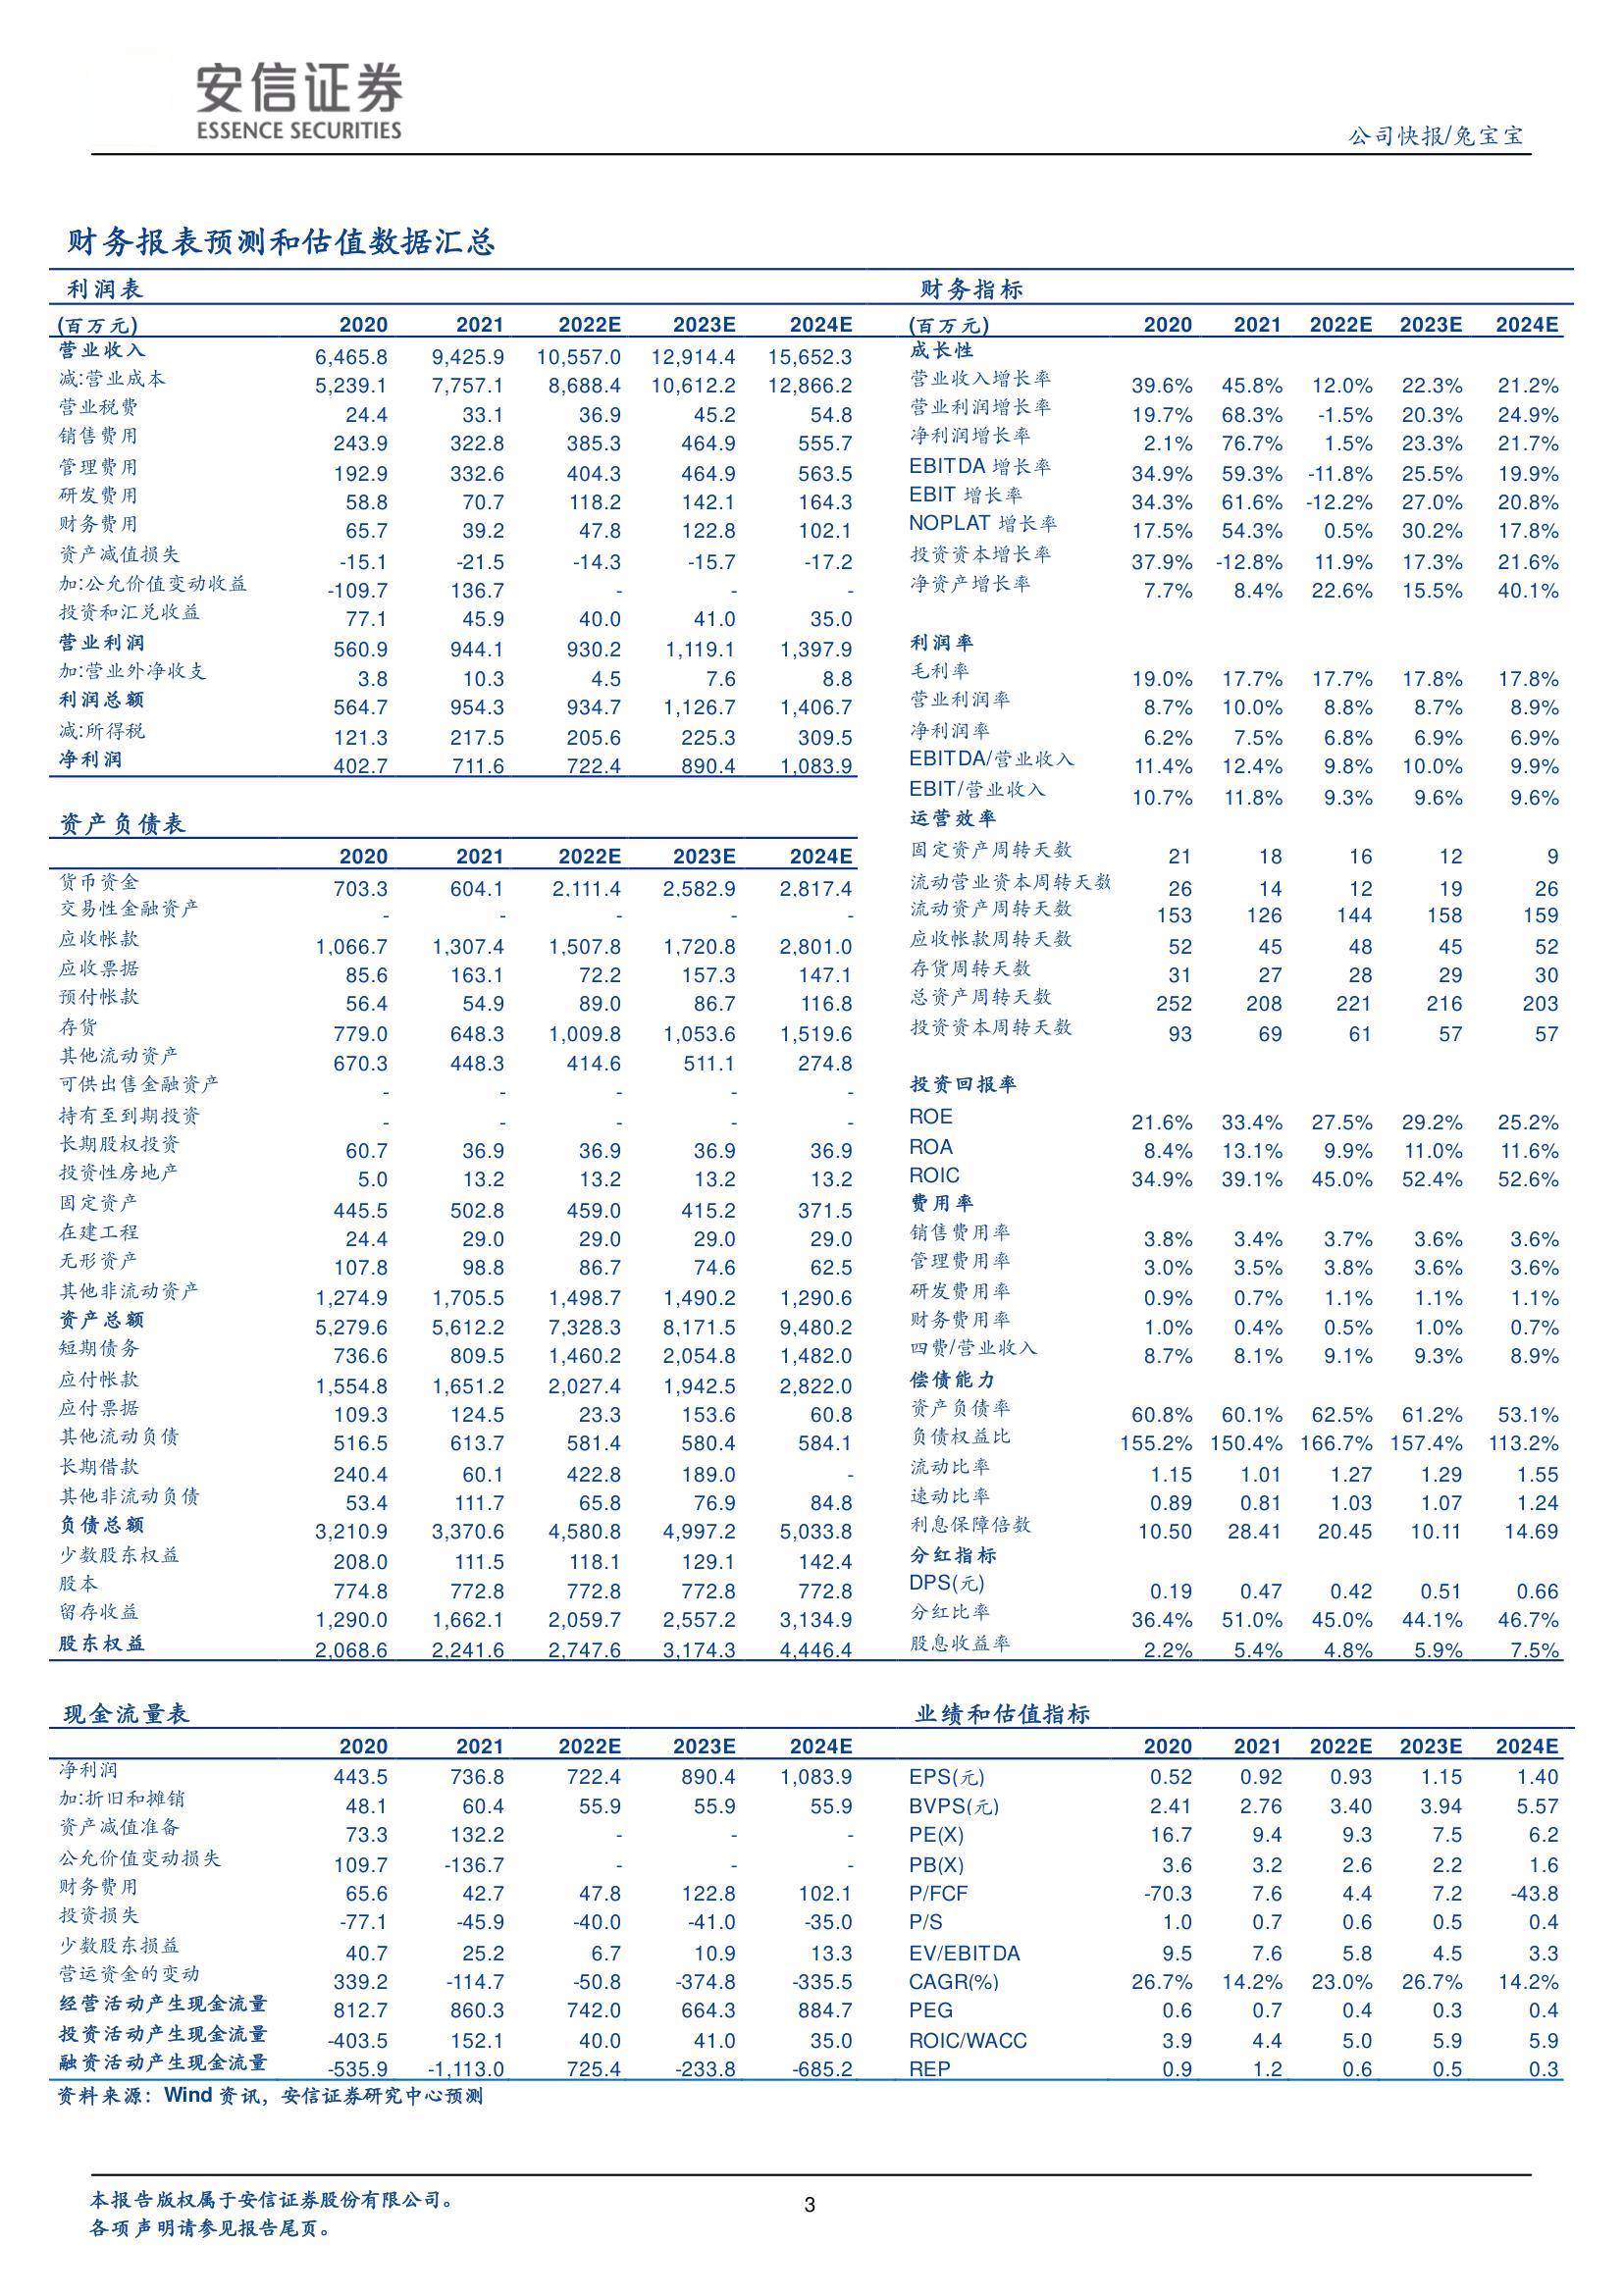 安信证券
ESSENCE SECURITIES
公司快报/兔宝宝
财务报表预测和估值数据汇总
利润表
(百万元) 2020 2021 2022E 2023E 2024E
营业收入 6,465.8 9,425.9 10,557.0 12,914.4 15,652.3
减:营业成本 5,239.1 7,757.1 8,688.4 10,612.2 12,866.2
营业税费 24.4 33.1 36.9 45.2 54.8
销售费用 243.9 322.8 385.3 464.9 555.7
管理费用 192.9 332.6 404.3 464.9 563.5
研发费用 58.8 70.7 118.2 142.1 164.3
财务费用 65.7 39.2 47.8 122.8 102.1
资产减值损失 -15.1 -21.5 -14.3 -15.7 -17.2
加:公允价值变动收益 -109.7 136.7 - - -
投资和汇兑收益 77.1 45.9 40.0 41.0 35.0
营业利润 560.9 944.1 930.2 1,119.1 1,397.9
加:营业外净收支 3.8 10.3 4.5 7.6 8.8
利润总额 564.7 954.3 934.7 1,126.7 1,406.7
减:所得税 121.3 217.5 205.6 225.3 309.5
净利润 402.7 711.6 722.4 890.4 1,083.9
资产负债表
2020 2021 2022E 2023E 2024E
货币资金 703.3 604.1 2,111.4 2,582.9 2,817.4
交易性金融资产 - - - - -
应收帐款 1,066.7 1,307.4 1,507.8 1,720.8 2,801.0
应收票据 85.6 163.1 72.2 157.3 147.1
预付帐款 56.4 54.9 89.0 86.7 116.8
存货 779.0 648.3 1,009.8 1,053.6 1,519.6
其他流动资产 670.3 448.3 414.6 511.1 274.8
可供出售金融资产 - - - - -
持有至到期投资 - - - - -
长期股权投资 60.7 36.9 36.9 36.9 36.9
投资性房地产 5.0 13.2 13.2 13.2 13.2
固定资产 445.5 502.8 459.0 415.2 371.5
在建工程 24.4 29.0 29.0 29.0 29.0
无形资产 107.8 98.8 86.7 74.6 62.5
其他非流动资产 1,274.9 1,705.5 1,498.7 1,490.2 1,290.6
资产总额 5,279.6 5,612.2 7,328.3 8,171.5 9,480.2
短期债务 736.6 809.5 1,460.2 2,054.8 1,482.0
应付帐款 1,554.8 1,651.2 2,027.4 1,942.5 2,822.0
应付票据 109.3 124.5 23.3 153.6 60.8
其他流动负债 516.5 613.7 581.4 580.4 584.1
长期借款 240.4 60.1 422.8 189.0 -
其他非流动负债 53.4 111.7 65.8 76.9 84.8
负债总额 3,210.9 3,370.6 4,580.8 4,997.2 5,033.8
少数股东权益 208.0 111.5 118.1 129.1 142.4
股本 774.8 772.8 772.8 772.8 772.8
留存收益 1,290.0 1,662.1 2,059.7 2,557.2 3,134.9
股东权益 2,068.6 2,241.6 2,747.6 3,174.3 4,446.4
现金流量表
2020 2021 2022E 2023E 2024E
净利润 443.5 736.8 722.4 890.4 1,083.9
加:折旧和摊销 48.1 60.4 55.9 55.9 55.9
资产减值准备 73.3 132.2 - - -
公允价值变动损失 109.7 -136.7 - - -
财务费用 65.6 42.7 47.8 122.8 102.1
投资损失 -77.1 -45.9 -40.0 -41.0 -35.0
少数股东损益 40.7 25.2 6.7 10.9 13.3
营运资金的变动 339.2 -114.7 -50.8 -374.8 -335.5
经营活动产生现金流量 812.7 860.3 742.0 664.3 884.7
投资活动产生现金流量 -403.5 152.1 40.0 41.0 35.0
融资活动产生现金流量 -535.9 -1,113.0 725.4 -233.8 -685.2
财务指标
(百万元) 2020 2021 2022E 2023E 2024E
成长性
营业收入增长率 39.6% 45.8% 12.0% 22.3% 21.2%
营业利润增长率 19.7% 68.3% -1.5% 20.3% 24.9%
净利润增长率 2.1% 76.7% 1.5% 23.3% 21.7%
EBITDA 增长率 34.9% 59.3% -11.8% 25.5% 19.9%
EBIT 增长率 34.3% 61.6% -12.2% 27.0% 20.8%
NOPLAT 增长率 17.5% 54.3% 0.5% 30.2% 17.8%
投资资本增长率 37.9% -12.8% 11.9% 17.3% 21.6%
净资产增长率 7.7% 8.4% 22.6% 15.5% 40.1%
利润率
毛利率 19.0% 17.7% 17.7% 17.8% 17.8%
营业利润率 8.7% 10.0% 8.8% 8.7% 8.9%
净利润率 6.2% 7.5% 6.8% 6.9% 6.9%
EBITDA/营业收入 11.4% 12.4% 9.8% 10.0% 9.9%
EBIT/营业收入 10.7% 11.8% 9.3% 9.6% 9.6%
运营效率
固定资产周转天数 21 18 16 12 9
流动营业资本周转天数 26 14 12 19 26
流动资产周转天数 153 126 144 158 159
应收帐款周转天数 52 45 48 45 52
存货周转天数 31 27 28 29 30
总资产周转天数 252 208 221 216 203
投资资本周转天数 93 69 61 57 57
投资回报率
ROE 21.6% 33.4% 27.5% 29.2% 25.2%
ROA 8.4% 13.1% 9.9% 11.0% 11.6%
ROIC 34.9% 39.1% 45.0% 52.4% 52.6%
费用率
销售费用率 3.8% 3.4% 3.7% 3.6% 3.6%
管理费用率 3.0% 3.5% 3.8% 3.6% 3.6%
研发费用率 0.9% 0.7% 1.1% 1.1% 1.1%
财务费用率 1.0% 0.4% 0.5% 1.0% 0.7%
四费/营业收入 8.7% 8.1% 9.1% 9.3% 8.9%
偿债能力
资产负债率 60.8% 60.1% 62.5% 61.2% 53.1%
负债权益比 155.2% 150.4% 166.7% 157.4% 113.2%
流动比率 1.15 1.01 1.27 1.29 1.55
速动比率 0.89 0.81 1.03 1.07 1.24
利息保障倍数 10.50 28.41 20.45 10.11 14.69
分红指标
DPS(元) 0.19 0.47 0.42 0.51 0.66
分红比率 36.4% 51.0% 45.0% 44.1% 46.7%
股息收益率 2.2% 5.4% 4.8% 5.9% 7.5%
业绩和估值指标
2020 2021 2022E 2023E 2024E
EPS(元) 0.52 0.92 0.93 1.15 1.40
BVPS(元) 2.41 2.76 3.40 3.94 5.57
PE(X) 16.7 9.4 9.3 7.5 6.2
PB(X) 3.6 3.2 2.6 2.2 1.6
P/FCF -70.3 7.6 4.4 7.2 -43.8
P/S 1.0 0.7 0.6 0.5 0.4
EV/EBITDA 9.5 7.6 5.8 4.5 3.3
CAGR(%) 26.7% 14.2% 23.0% 26.7% 14.2%
PEG 0.6 0.7 0.4 0.3 0.4
ROIC/WACC 3.9 4.4 5.0 5.9 5.9
REP 0.9 1.2 0.6 0.5 0.3
资料来源：Wind 资讯，安信证券研究中心预测
本报告版权属于安信证券股份有限公司。
各项声明请参见报告尾页。
3